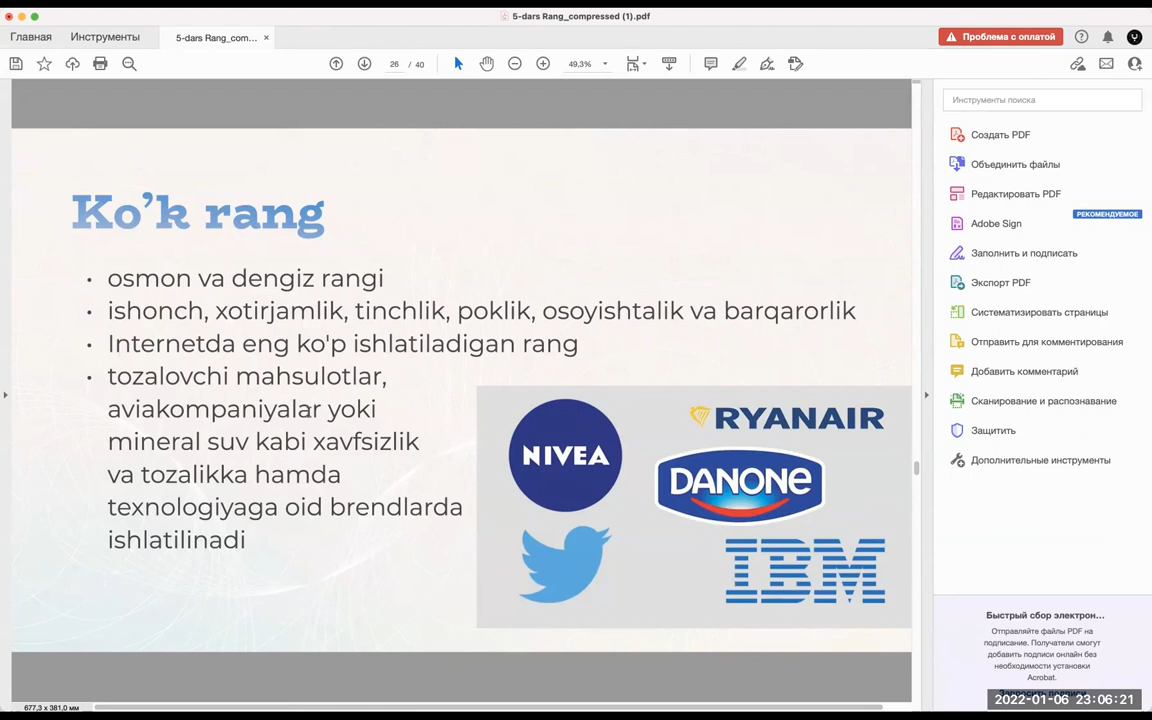 5-dars Rang_compressed (1).pdf
Главная Инструменты 5-dars Rang_com... × Проблема с оплатой
26 / 40 49,3%
Ko’k rang
• osmon va dengiz rangi
• ishonch, xotirjamlik, tinchlik, poklik, osoyishtalik va barqarorlik
• Internetda eng ko'p ishlatiladigan rang
• tozalovchi mahsulotlar,
aviakompaniyalar yoki
mineral suv kabi xavfsizlik
va tozalikka hamda
texnologiyaga oid brendlarda
ishlatilinadi
NIVEA
RYANAIR
DANONE
IBM
677,3 x 381,0 мм
Инструменты поиска
Создать PDF
Объединить файлы
Редактировать PDF
РЕКОМЕНДУЕМОЕ
Adobe Sign
Заполнить и подписать
Экспорт PDF
Систематизировать страницы
Отправить для комментирования
Добавить комментарий
Сканирование и распознавание
Защитить
Дополнительные инструменты
Быстрый сбор электрон...
Отправляйте файлы PDF на
подписание. Получатели смогут
добавить подписи онлайн без
необходимости установки
Acrobat.
2022-01-06 23:06:21